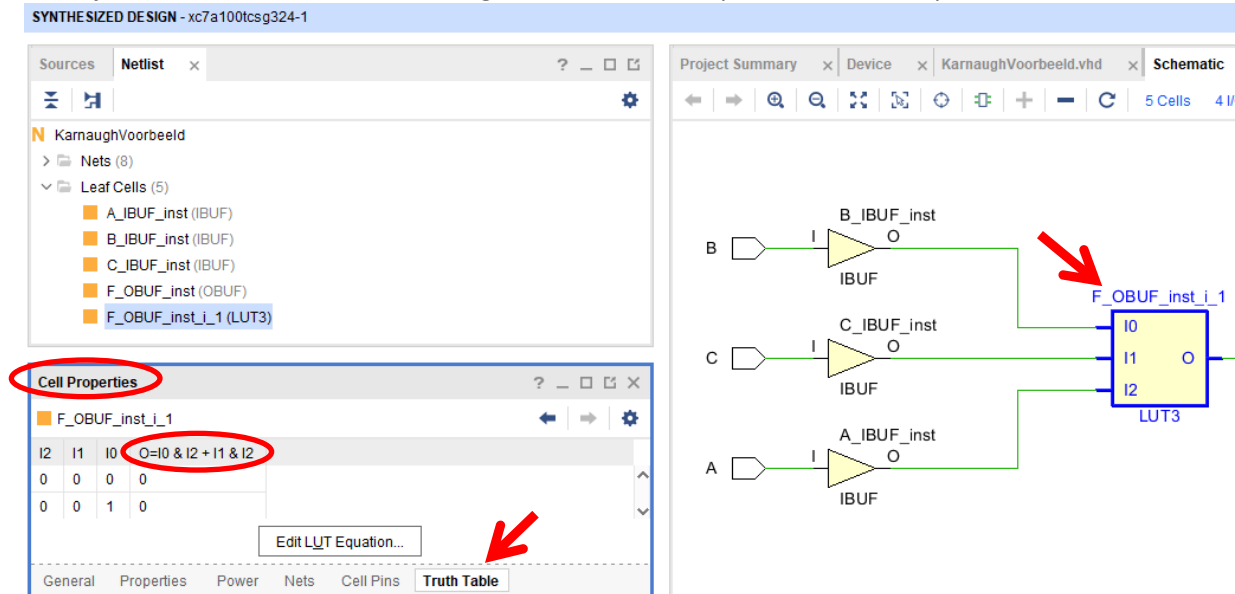 SYNTHESIZED DESIGN - xc7a100tcsg324-1
Sources Netlist
N KarnaughVoorbeeld
Nets (8)
Leaf Cells (5)
A_IBUF_inst (IBUF)
B_IBUF_inst (IBUF)
C_IBUF_inst (IBUF)
F_OBUF_inst (OBUF)
F_OBUF_inst_i_1 (LUT3)
Cell Properties
F_OBUF_inst_i_1
I2 I1 I0 O=I0 & I2 + I1 & I2
0 0 0 0
0 0 1 0
Edit LUT Equation...
General Properties Power Nets Cell Pins Truth Table
Project Summary Device KarnaughVoorbeeld.vhd Schematic
5 Cells 4 I/
B_IBUF_inst
B I O
IBUF
F_OBUF_inst_i_1
I0
C_IBUF_inst
C I O
IBUF
I1 O
I2
LUT3
A_IBUF_inst
A I O
IBUF